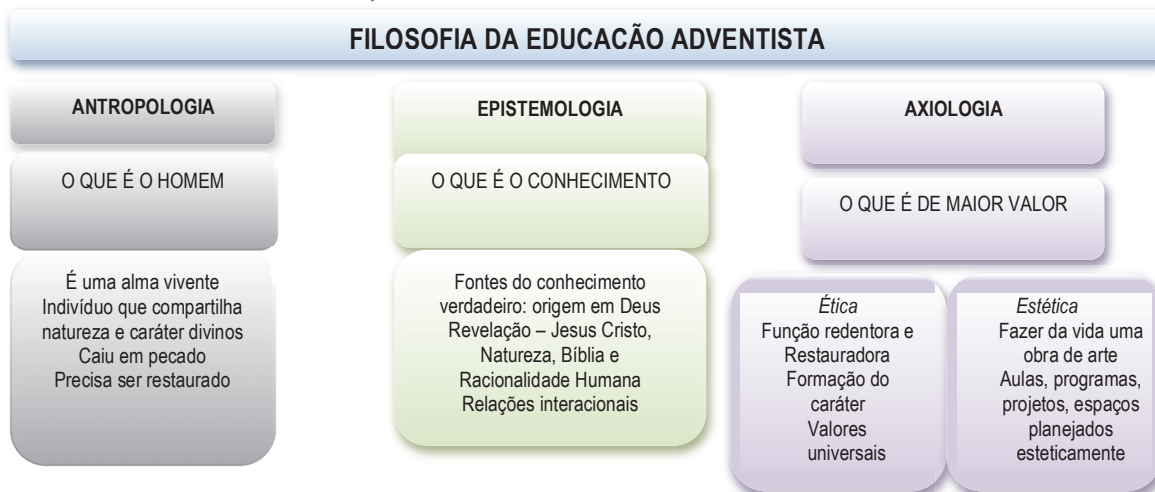 FILOSOFIA DA EDUCACÃO ADVENTISTA
ANTROPOLOGIA
O QUE É O HOMEM
É uma alma vivente
Indivíduo que compartilha
natureza e caráter divinos
Caiu em pecado
Precisa ser restaurado
EPISTEMOLOGIA
O QUE É O CONHECIMENTO
Fontes do conhecimento
verdadeiro: origem em Deus
Revelação – Jesus Cristo,
Natureza, Bíblia e
Racionalidade Humana
Relações interacionais
AXIOLOGIA
O QUE É DE MAIOR VALOR
Ética
Função redentora e
Restauradora
Formação do
caráter
Valores
universais
Estética
Fazer da vida uma
obra de arte
Aulas, programas,
projetos, espaços
planejados
esteticamente